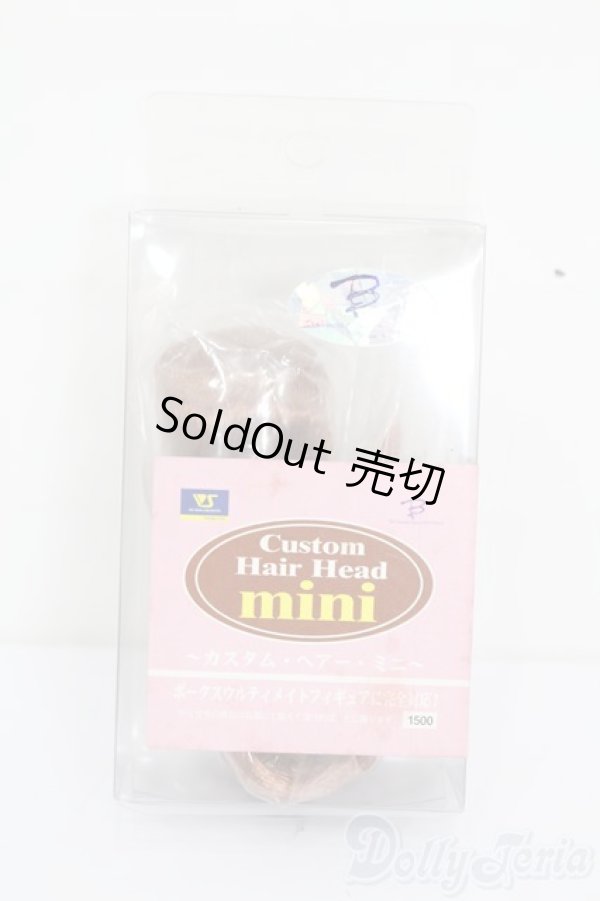 SoldOut 売切
Custom
Hair Head
mini
～カスタム・ヘアー・ミニ～
ボークスウルティメイトフィギュアに完全対応！
1500
DollyTeria